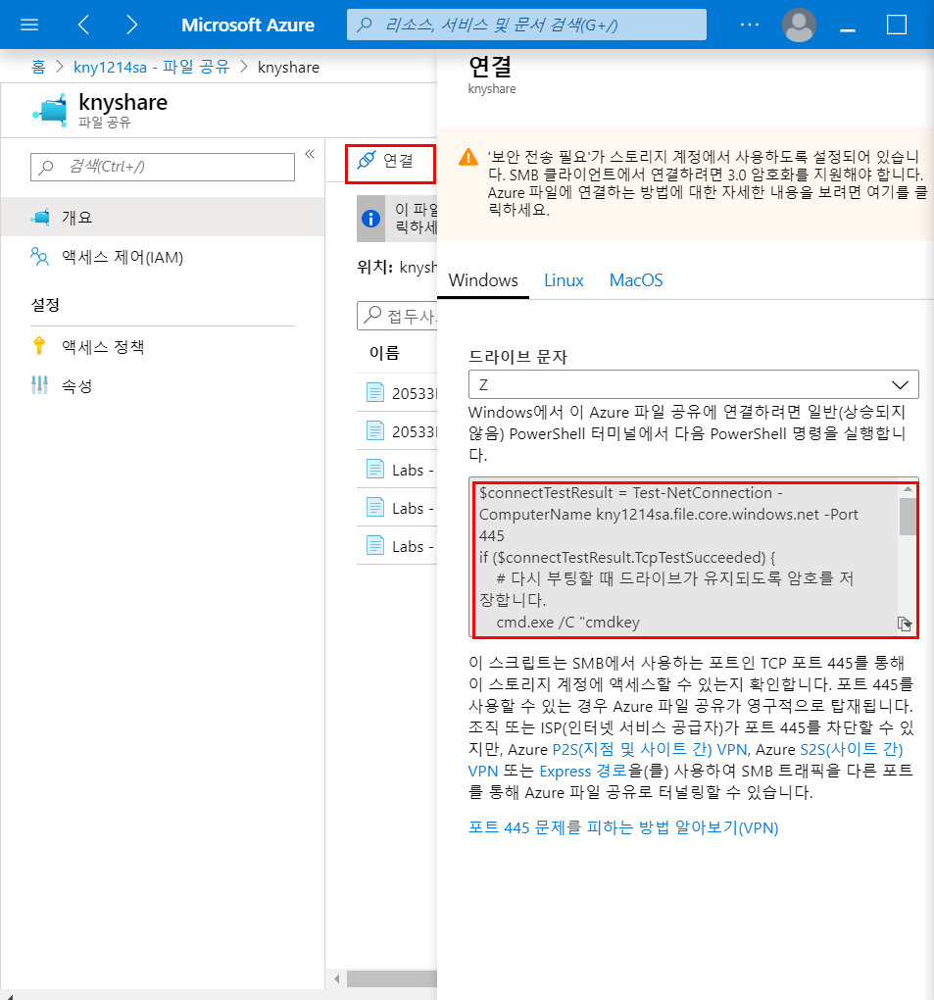 Microsoft Azure
리소스, 서비스 및 문서 검색(G+/)
홈 > kny1214sa - 파일 공유 > knyshare
knyshare
파일 공유
검색(Ctrl+/)
개요
액세스 제어(IAM)
설정
액세스 정책
속성
연결
이 파일
릭하세
위치: knysh
접두사
이름
20533
20533
Labs -
Labs -
Labs -
연결
knyshare
'보안 전송 필요'가 스토리지 계정에서 사용하도록 설정되어 있습니
다. SMB 클라이언트에서 연결하려면 3.0 암호화를 지원해야 합니다.
Azure 파일에 연결하는 방법에 대한 자세한 내용을 보려면 여기를 클
릭하세요.
Windows Linux MacOS
드라이브 문자
Z
Windows에서 이 Azure 파일 공유에 연결하려면 일반(상승되지
않음) PowerShell 터미널에서 다음 PowerShell 명령을 실행합니
다.
$connectTestResult = Test-NetConnection -
ComputerName kny1214sa.file.core.windows.net -Port
445
if ($connectTestResult.TcpTestSucceeded) {
# 다시 부팅할 때 드라이브가 유지되도록 암호를 저
장합니다.
cmd.exe /C "cmdkey
이 스크립트는 SMB에서 사용하는 포트인 TCP 포트 445를 통해
이 스토리지 계정에 액세스할 수 있는지 확인합니다. 포트 445를
사용할 수 있는 경우 Azure 파일 공유가 영구적으로 탑재됩니다.
조직 또는 ISP(인터넷 서비스 공급자)가 포트 445를 차단할 수 있
지만, Azure P2S(지점 및 사이트 간) VPN, Azure S2S(사이트 간)
VPN 또는 Express 경로을(를) 사용하여 SMB 트래픽을 다른 포트
를 통해 Azure 파일 공유로 터널링할 수 있습니다.
포트 445 문제를 피하는 방법 알아보기(VPN)